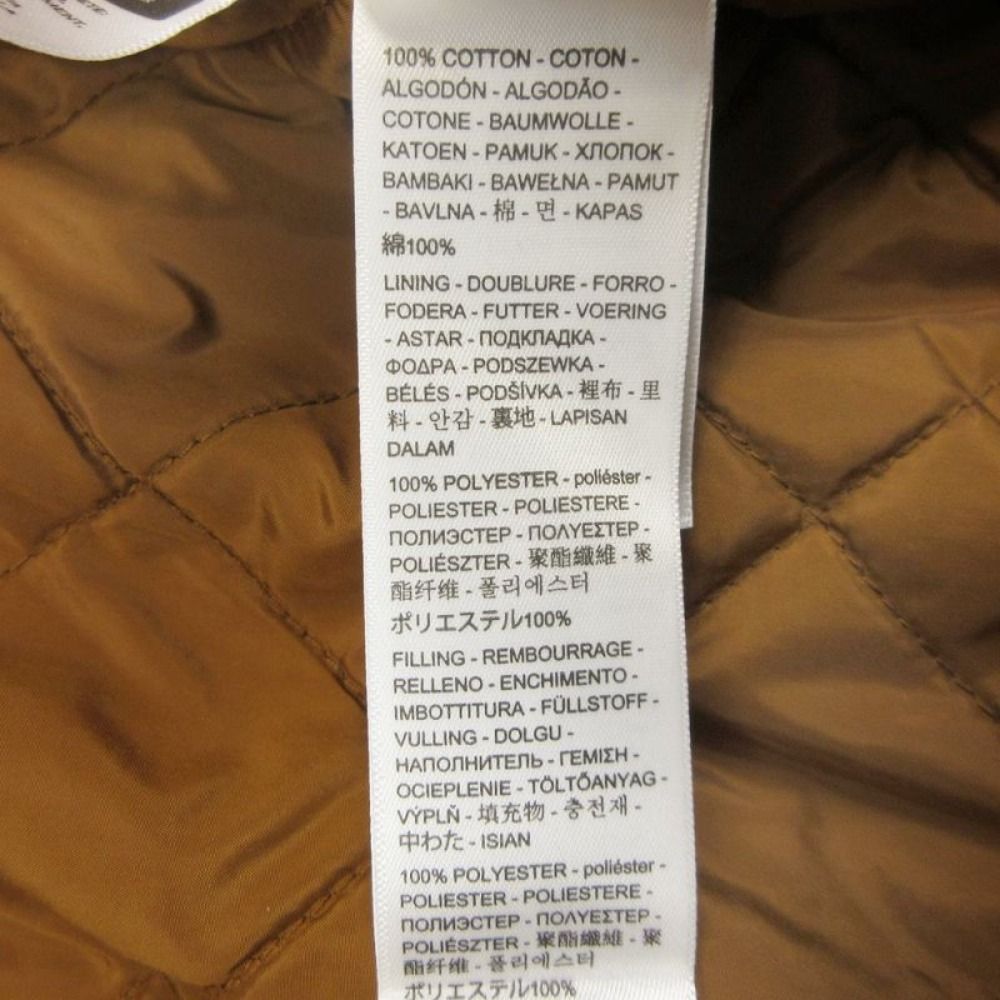 100% COTTON - COTON -
ALGODÓN - ALGODÃO -
COTONE - BAUMWOLLE -
KATOEN - PAMUK - ХЛОПОК -
BAMBAKI - BAWEŁNA - PAMUT
- BAVLNA - 棉 - 면 - KAPAS
綿100%
LINING - DOUBLURE - FORRO -
FODERA - FUTTER - VOERING
- ASTAR - ПОДКЛАДКА -
ΦΟΔΡΑ - PODSZEWKA -
BÉLÉS - PODŠÍVKA - 裡布 - 里
料 - 안감 - 裏地 - LAPISAN
DALAM
100% POLYESTER - poliéster -
POLIESTER - POLIESTERE -
ПОЛИЭСТЕР - ΠΟΛΥΕΣΤΕΡ -
POLIÉSZTER - 聚酯纖維 - 聚
酯纤维 - 폴리에스터
ポリエステル100%
FILLING - REMBOURRAGE -
RELLENO - ENCHIMENTO -
IMBOTTITURA - FÜLLSTOFF -
VULLING - DOLGU -
НАПОЛНИТЕЛЬ - ΓΕΜΙΣΗ -
OCIEPLENIE - TÖLTŐANYAG -
VÝPLŇ - 填充物 - 충전재 -
中わた - ISIAN
100% POLYESTER - poliéster -
POLIESTER - POLIESTERE -
ПОЛИЭСТЕР - ΠΟΛΥΕΣΤΕΡ -
POLIÉSZTER - 聚酯纖維 - 聚
酯纤维 - 폴리에스터
ポリエステル100%